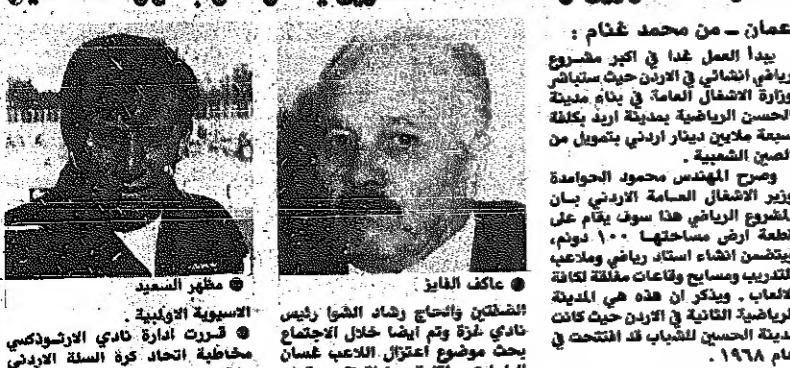 عمان ــ من محمد غنام :
يبدأ العمل غدا في اكبر مشروع
رياضي انشائي في الاردن حيث ستباشر
وزارة الاشغال العامة في بناء مدينة
الحسن الرياضية بمدينة اربد بكلفة
سبعة ملايين دينار اردني بتمويل من
الصين الشعبية .
وصرح المهندس محمود الحوامدة
وزير الاشغال العامة الاردني بان
المشروع الرياضي هذا سوف يقام على
قطعة ارض مساحتها ١٠٠ دونم،
ويتضمن انشاء استاد رياضي وملاعب
للتدريب ومسابح وقاعات مغلقة لكافة
الالعاب . ويذكر ان هذه هي المدينة
الرياضية الثانية في الاردن حيث كانت
مدينة الحسين للشباب قد افتتحت في
عام ١٩٦٨ .
● عاكف الفايز
الضفتين والحاج رشاد الشوا رئيس
نادي غزة وتم ايضا خلال الاجتماع
بحث موضوع اعتزال اللاعب غسان
● مظهر السعيد
الاسيوية الاولمبية .
● قررت ادارة نادي الارثوذكسي
مخاطبة اتحاد كرة السلة الاردني